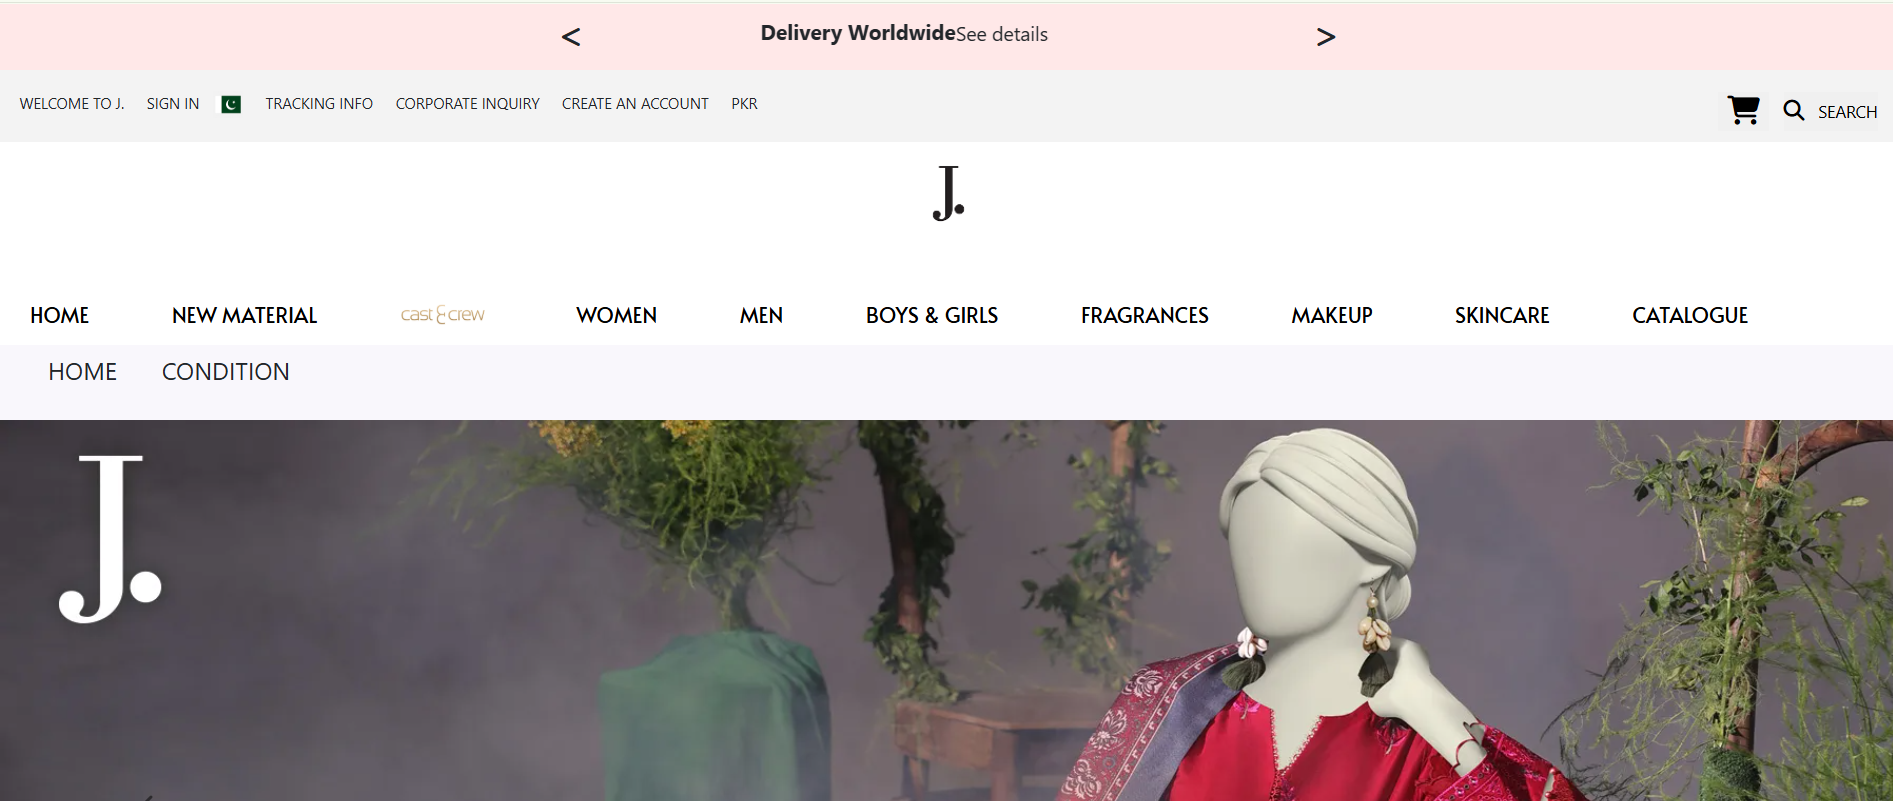 < Delivery WorldwideSee details >
WELCOME TO J. SIGN IN TRACKING INFO CORPORATE INQUIRY CREATE AN ACCOUNT PKR SEARCH
J.
HOME NEW MATERIAL cast & crew WOMEN MEN BOYS & GIRLS FRAGRANCES MAKEUP SKINCARE CATALOGUE
HOME CONDITION
J.